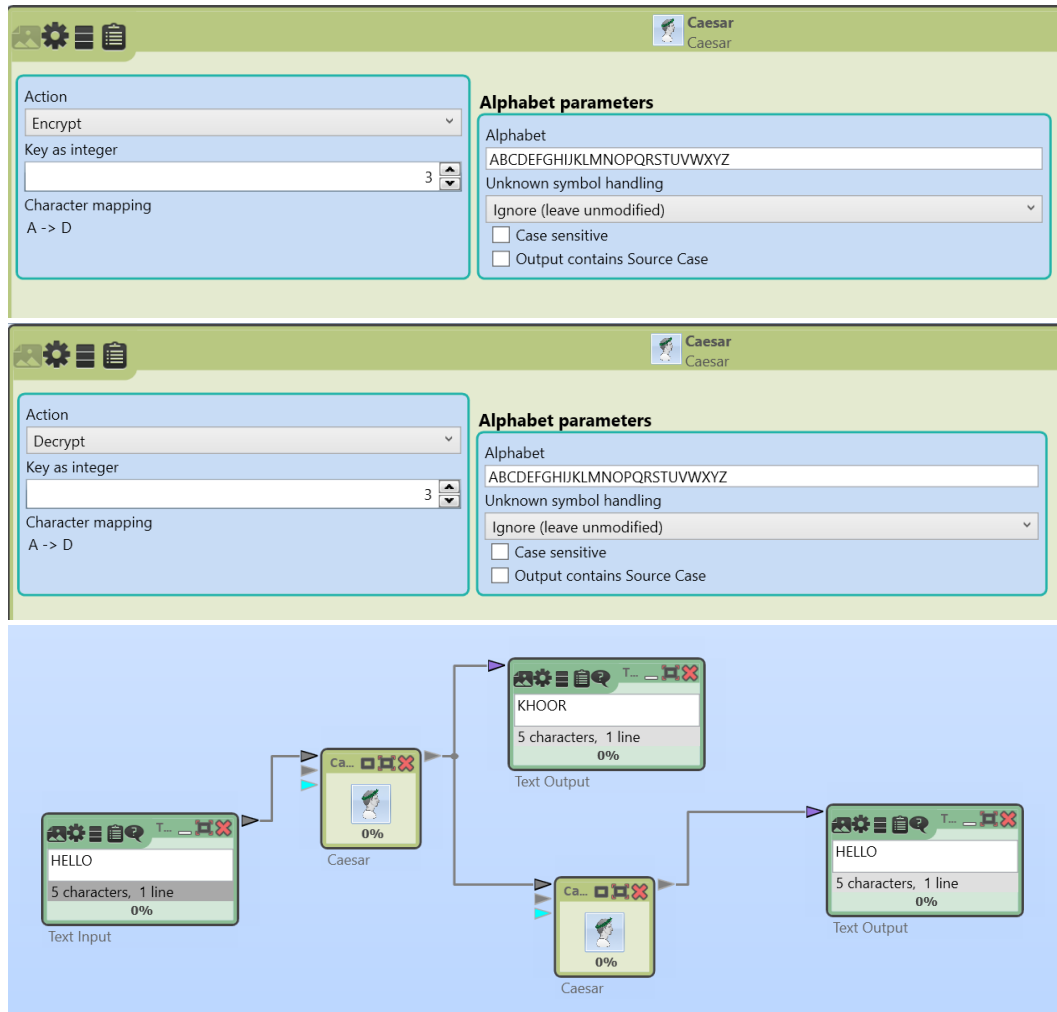 Caesar
Caesar
Action
Encrypt
Key as integer
3
Character mapping
A -> D
Alphabet parameters
Alphabet
ABCDEFGHIJKLMNOPQRSTUVWXYZ
Unknown symbol handling
Ignore (leave unmodified)
Case sensitive
Output contains Source Case
Caesar
Caesar
Action
Decrypt
Key as integer
3
Character mapping
A -> D
Alphabet parameters
Alphabet
ABCDEFGHIJKLMNOPQRSTUVWXYZ
Unknown symbol handling
Ignore (leave unmodified)
Case sensitive
Output contains Source Case
T...
HELLO
5 characters, 1 line
0%
Text Input
Ca...
0%
Caesar
T...
KHOOR
5 characters, 1 line
0%
Text Output
Ca...
0%
Caesar
T...
HELLO
5 characters, 1 line
0%
Text Output